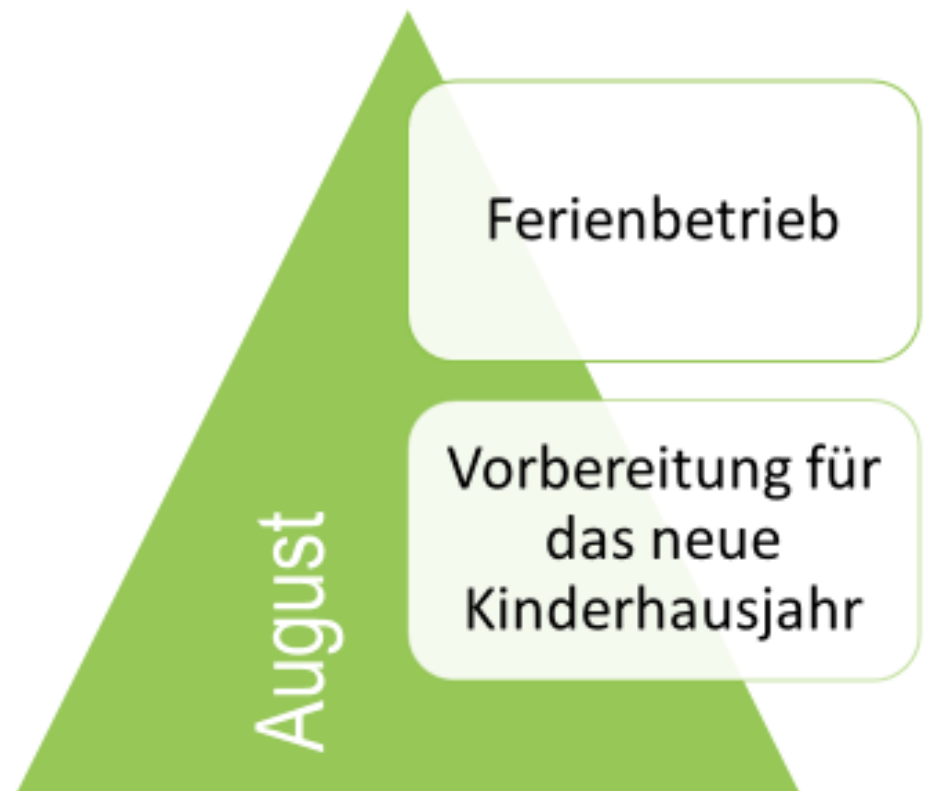 Ferienbetrieb
Vorbereitung für
das neue
Kinderhausjahr
August